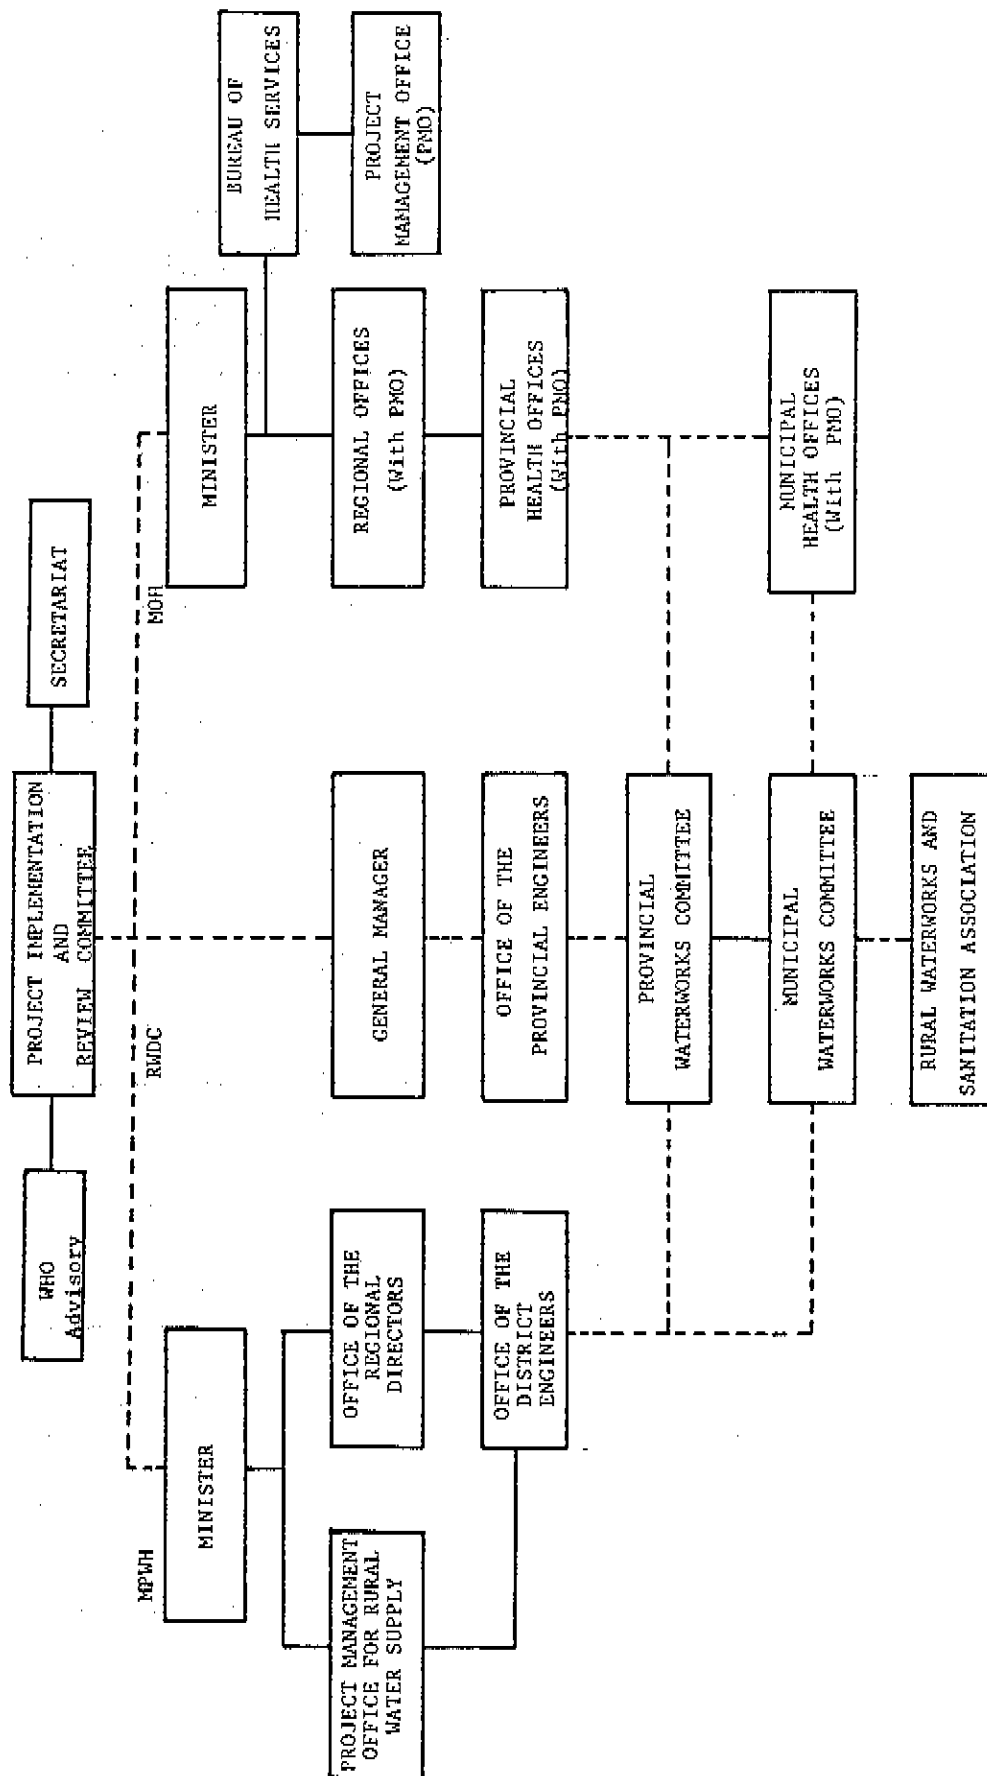 WHO
Advisory
PROJECT IMPLEMENTATION
AND
REVIEW COMMITTEE
SECRETARIAT
MPWH
RWDC
MOH
MINISTER
MINISTER
BUREAU OF
HEALTH SERVICES
PROJECT MANAGEMENT
OFFICE FOR RURAL
WATER SUPPLY
OFFICE OF THE
REGIONAL
DIRECTORS
GENERAL MANAGER
REGIONAL OFFICES
(With PMO)
PROJECT
MAMAGEMENT OFFICE
(PMO)
OFFICE OF THE
DISTRICT
ENGINEERS
OFFICE OF THE
PROVINCIAL ENGINEERS
PROVINCIAL
HEALTH OFFICES
(With PMO)
PROVINCIAL
WATERWORKS COMMITTEE
MUNICIPAL
WATERWORKS COMMITTEE
MUNICIPAL
HEALTH OFFICES
(With PMO)
RURAL WATERWORKS AND
SANITATION ASSOCIATION